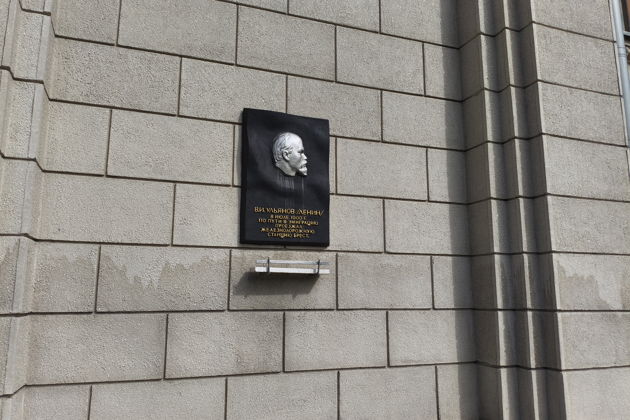 В.И. УЛЬЯНОВ /ЛЕНИН/
В ИЮЛЕ 1900 Г.
ПО ПУТИ В ЭМИГРАЦИЮ
ПРОЕЗЖАЛ
ЖЕЛЕЗНОДОРОЖНУЮ
СТАНЦИЮ БРЕСТ.